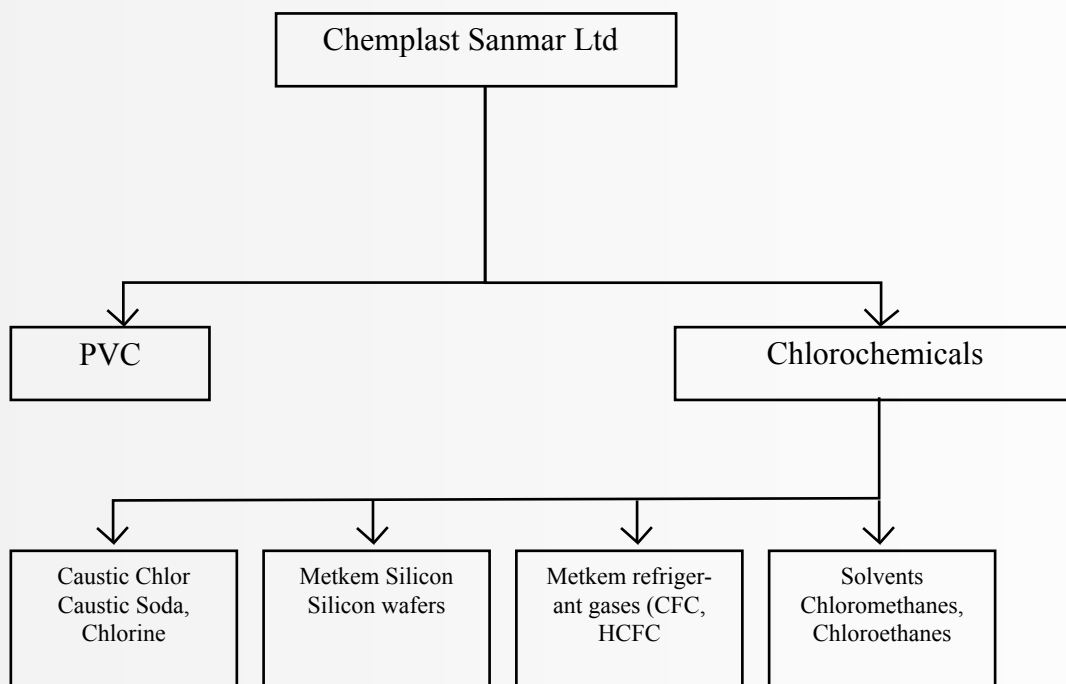 Chemplast Sanmar Ltd
PVC
Chlorochemicals
Caustic Chlor
Caustic Soda,
Chlorine
Metkem Silicon
Silicon wafers
Metkem refriger-
ant gases (CFC,
HCFC
Solvents
Chloromethanes,
Chloroethanes